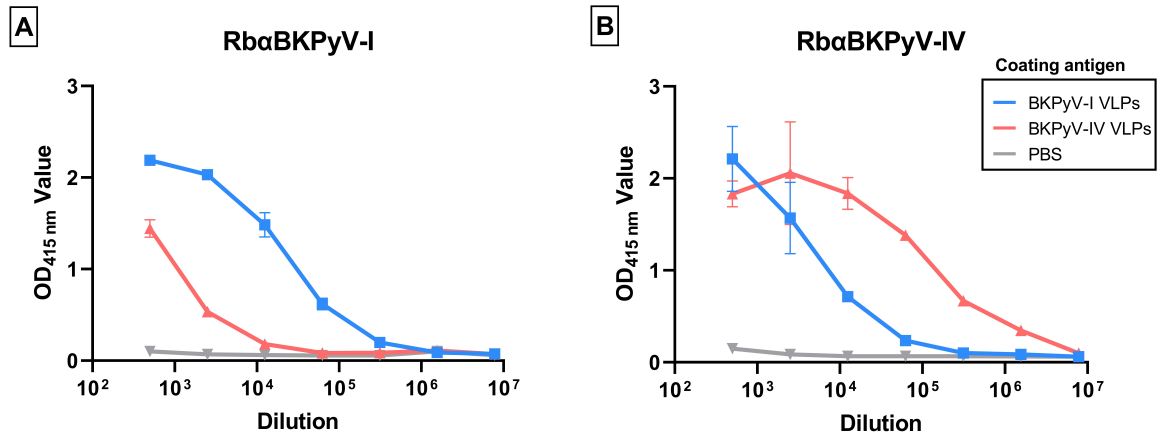 A
RbαBKPyV-I
OD415 nm Value
3
2
1
0
10² 10³ 10⁴ 10⁵ 10⁶ 10⁷
Dilution
B
RbαBKPyV-IV
Coating antigen
BKPyV-I VLPs
BKPyV-IV VLPs
PBS
OD415 nm Value
3
2
1
0
10² 10³ 10⁴ 10⁵ 10⁶ 10⁷
Dilution